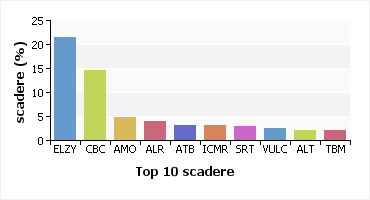 25
20
15
10
5
0
scadere (%)
ELZY CBC AMO ALR ATB ICMR SRT VULC ALT TBM
Top 10 scadere